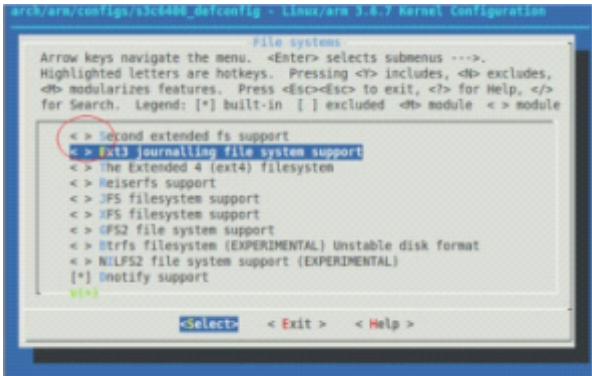 arch/arm/configs/s3c6400_defconfig - Linux/arm 3.0.7 Kernel Configuration
File systems
Arrow keys navigate the menu.  <Enter> selects submenus --->.
Highlighted letters are hotkeys.  Pressing <Y> includes, <N> excludes,
<M> modularizes features.  Press <Esc><Esc> to exit, <?> for Help, </>
for Search.  Legend: [*] built-in  [ ] excluded  <M> module  < > module
< > Second extended fs support
< > Ext3 journalling file system support
< > The Extended 4 (ext4) filesystem
< > Reiserfs support
< > JFS filesystem support
< > XFS filesystem support
< > GFS2 file system support
< > Btrfs filesystem (EXPERIMENTAL) Unstable disk format
< > NILFS2 file system support (EXPERIMENTAL)
[*] Dnotify support
<Select>    < Exit >    < Help >